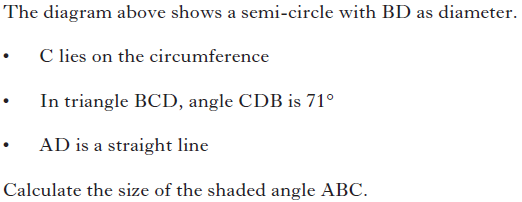 The diagram above shows a semi-circle with BD as diameter.
• C lies on the circumference
• In triangle BCD, angle CDB is 71°
• AD is a straight line
Calculate the size of the shaded angle ABC.